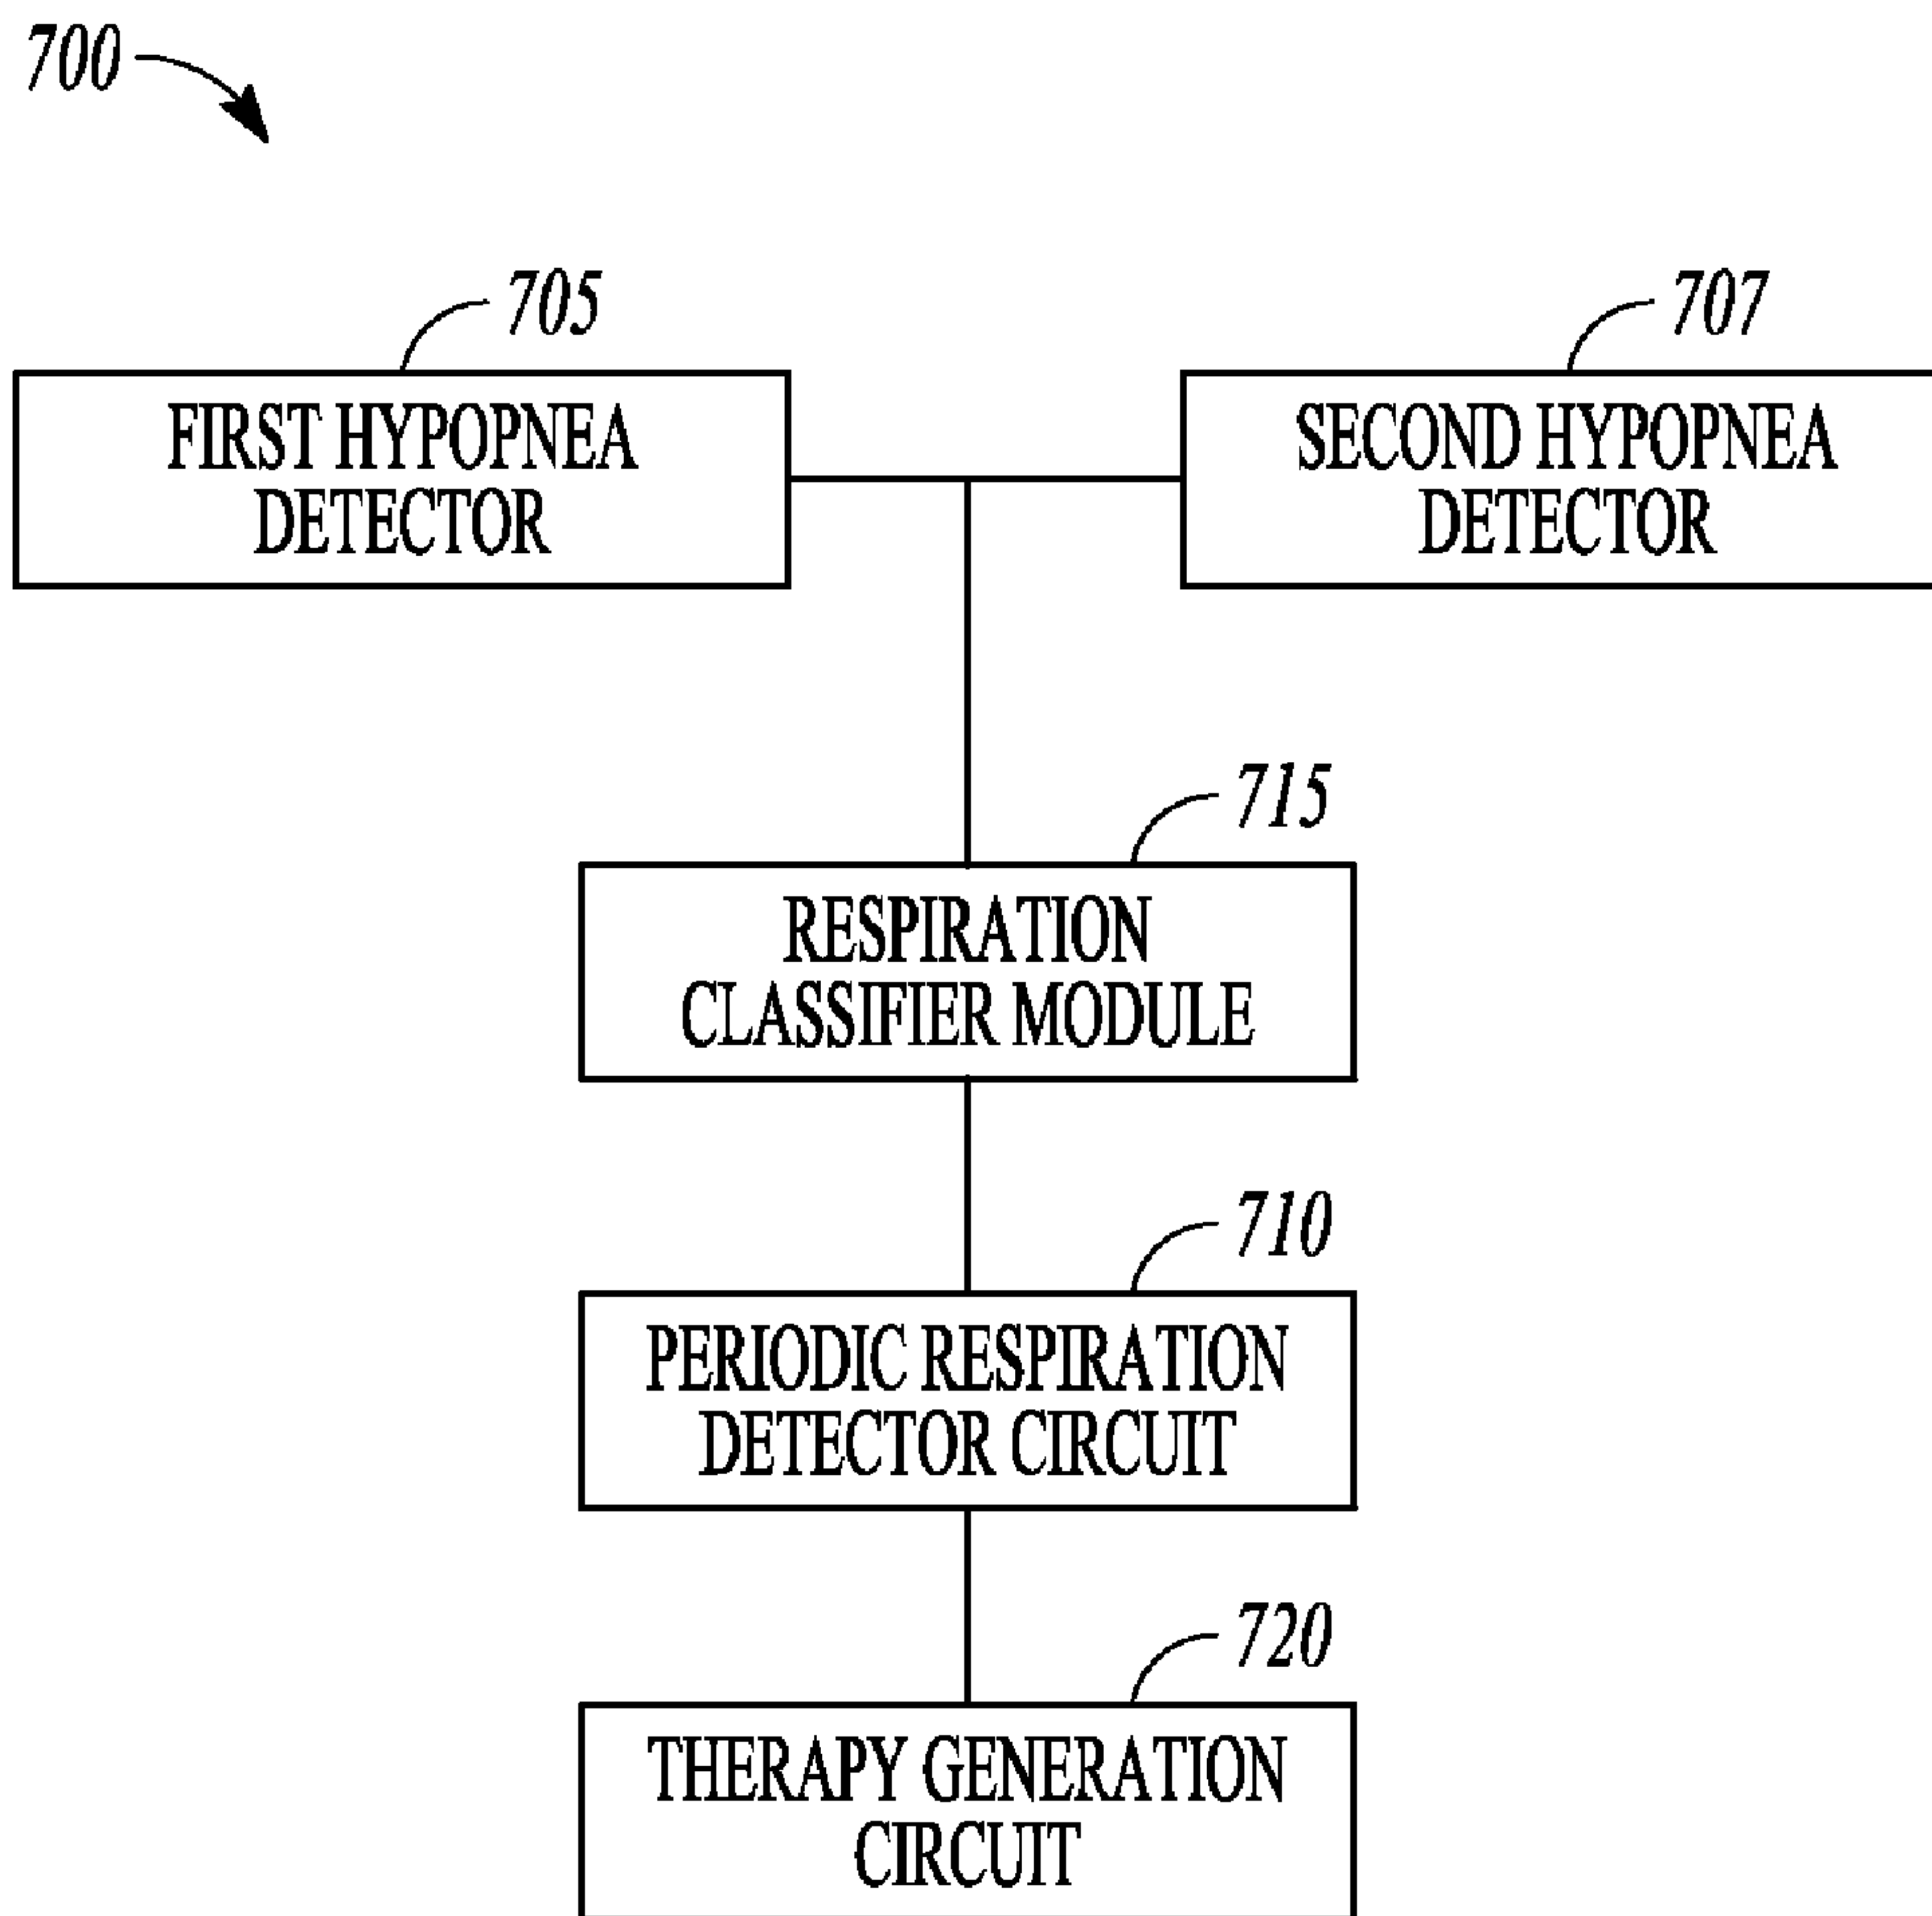 700
705
707
FIRST HYPOPNEA
DETECTOR
SECOND HYPOPNEA
DETECTOR
715
RESPIRATION
CLASSIFIER MODULE
710
PERIODIC RESPIRATION
DETECTOR CIRCUIT
720
THERAPY GENERATION
CIRCUIT